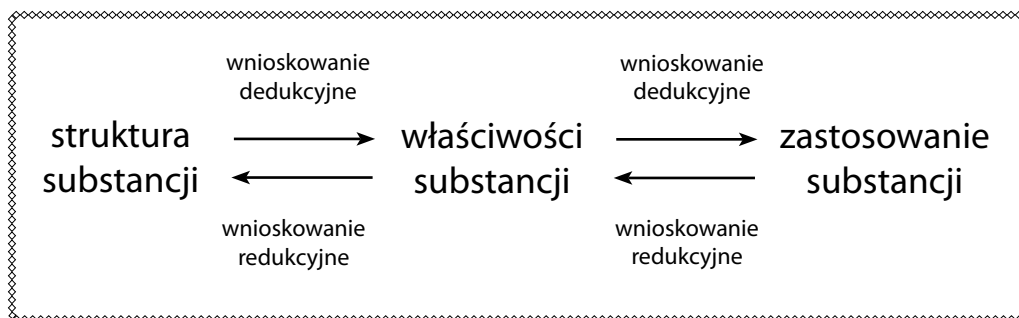 wnioskowanie
dedukcyjne
wnioskowanie
dedukcyjne
struktura
substancji
właściwości
substancji
zastosowanie
substancji
wnioskowanie
redukcyjne
wnioskowanie
redukcyjne